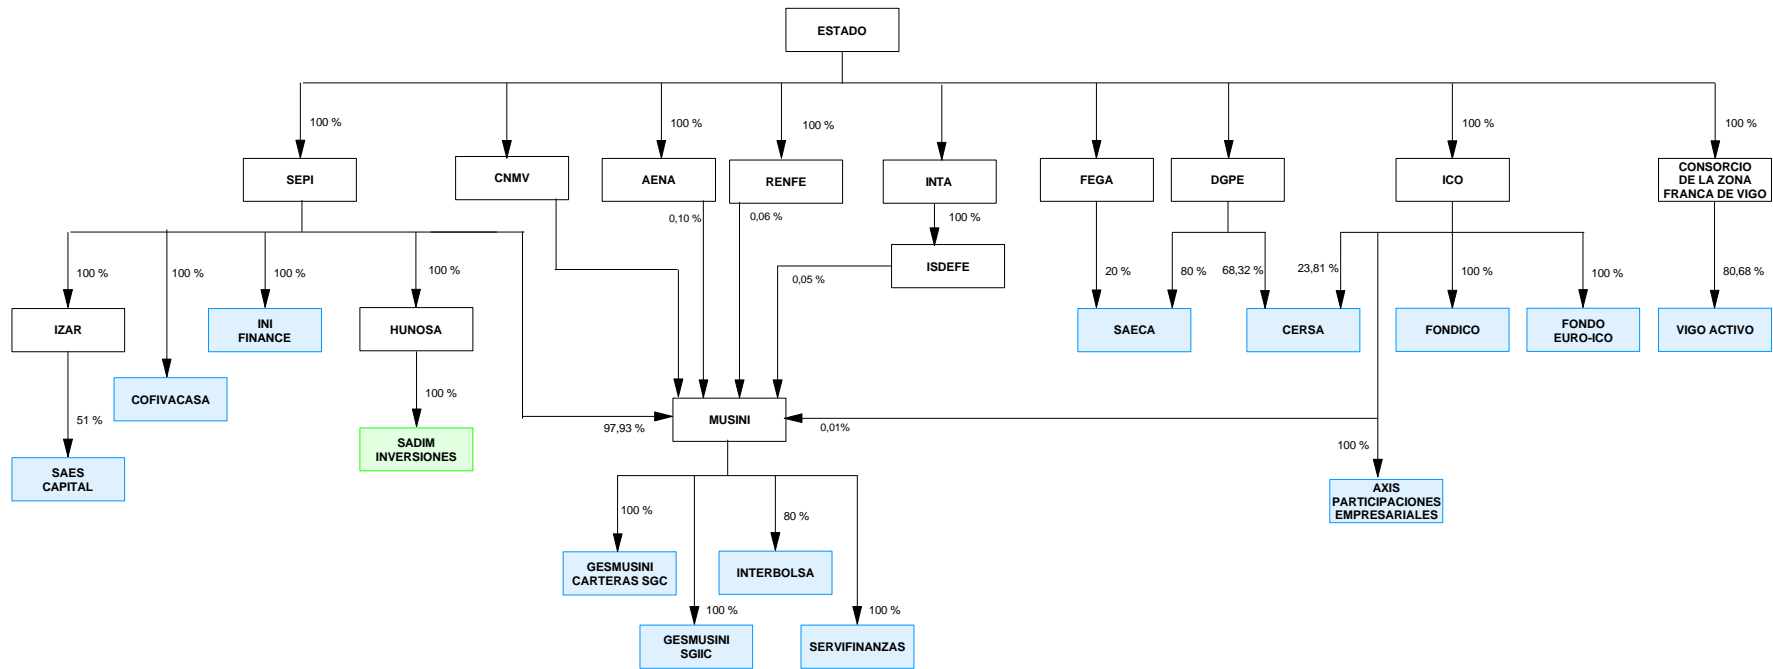 ESTADO
100 %
100 %
100 %
100 %
100 %
SEPI
CNMV
AENA
RENFE
INTA
FEGA
DGPE
ICO
CONSORCIO
DE LA ZONA
FRANCA DE VIGO
0,10 %
0,06 %
100 %
100 %
100 %
100 %
100 %
ISDEFE
0,05 %
20 %
80 %
68,32 %
23,81 %
100 %
100 %
80,68 %
IZAR
INI
FINANCE
HUNOSA
SAECA
CERSA
FONDICO
FONDO
EURO-ICO
VIGO ACTIVO
COFIVACASA
100 %
51 %
MUSINI
97,93 %
0,01%
SADIM
INVERSIONES
100 %
SAES
CAPITAL
AXIS
PARTICIPACIONES
EMPRESARIALES
100 %
80 %
GESMUSINI
CARTERAS SGC
INTERBOLSA
100 %
100 %
GESMUSINI
SGIIC
SERVIFINANZAS